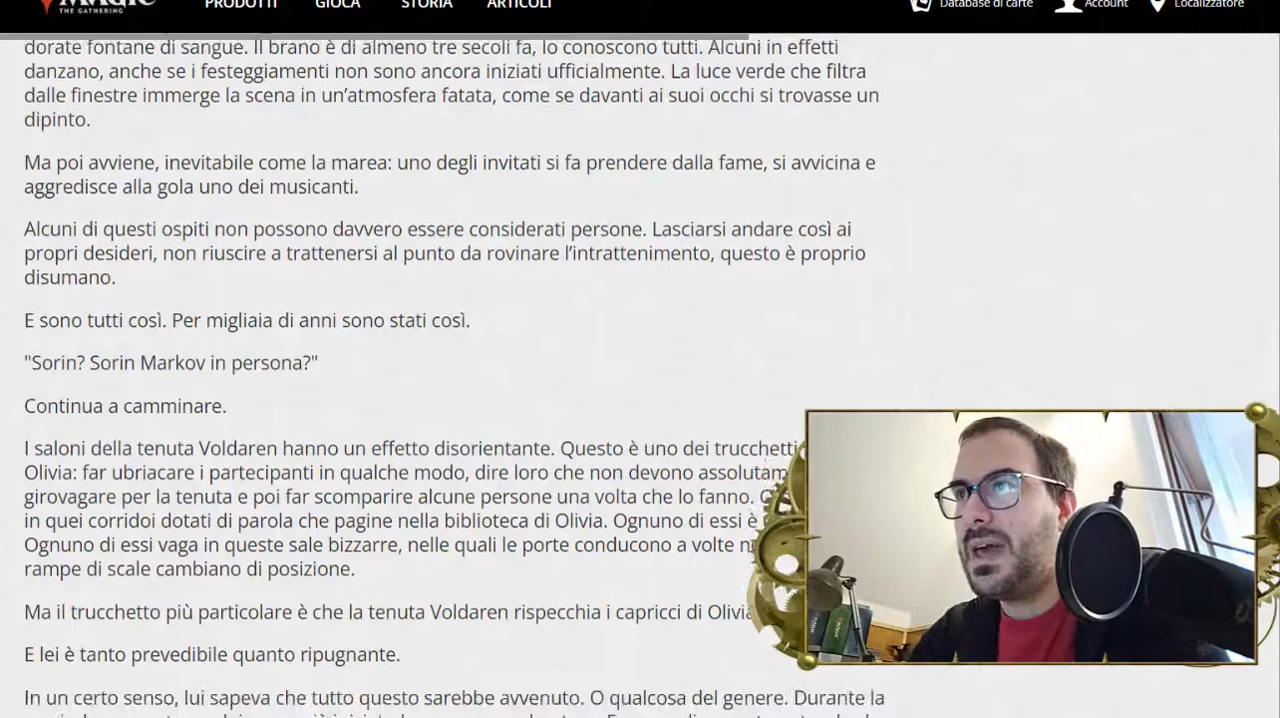 MAGIC
THE GATHERING
PRODOTTI GIOCA STORIA ARTICOLI Database di carte Account Localizzatore
dorate fontane di sangue. Il brano è di almeno tre secoli fa, lo conoscono tutti. Alcuni in effetti
danzano, anche se i festeggiamenti non sono ancora iniziati ufficialmente. La luce verde che filtra
dalle finestre immerge la scena in un’atmosfera fatata, come se davanti ai suoi occhi si trovasse un
dipinto.
Ma poi avviene, inevitabile come la marea: uno degli invitati si fa prendere dalla fame, si avvicina e
aggredisce alla gola uno dei musicanti.
Alcuni di questi ospiti non possono davvero essere considerati persone. Lasciarsi andare così ai
propri desideri, non riuscire a trattenersi al punto da rovinare l’intrattenimento, questo è proprio
disumano.
E sono tutti così. Per migliaia di anni sono stati così.
"Sorin? Sorin Markov in persona?"
Continua a camminare.
I saloni della tenuta Voldaren hanno un effetto disorientante. Questo è uno dei trucchetti
Olivia: far ubriacare i partecipanti in qualche modo, dire loro che non devono
girovagare per la tenuta e poi far scomparire alcune persone una volta che lo fanno.
in quei corridoi dotati di parola che pagine nella biblioteca di Olivia. Ognuno di essi è
Ognuno di essi vaga in queste sale bizzarre, nelle quali le porte conducono a volte
rampe di scale cambiano di posizione.
Ma il trucchetto più particolare è che la tenuta Voldaren rispecchia i capricci di Olivia
E lei è tanto prevedibile quanto ripugnante.
In un certo senso, lui sapeva che tutto questo sarebbe avvenuto. O qualcosa del genere. Durante la